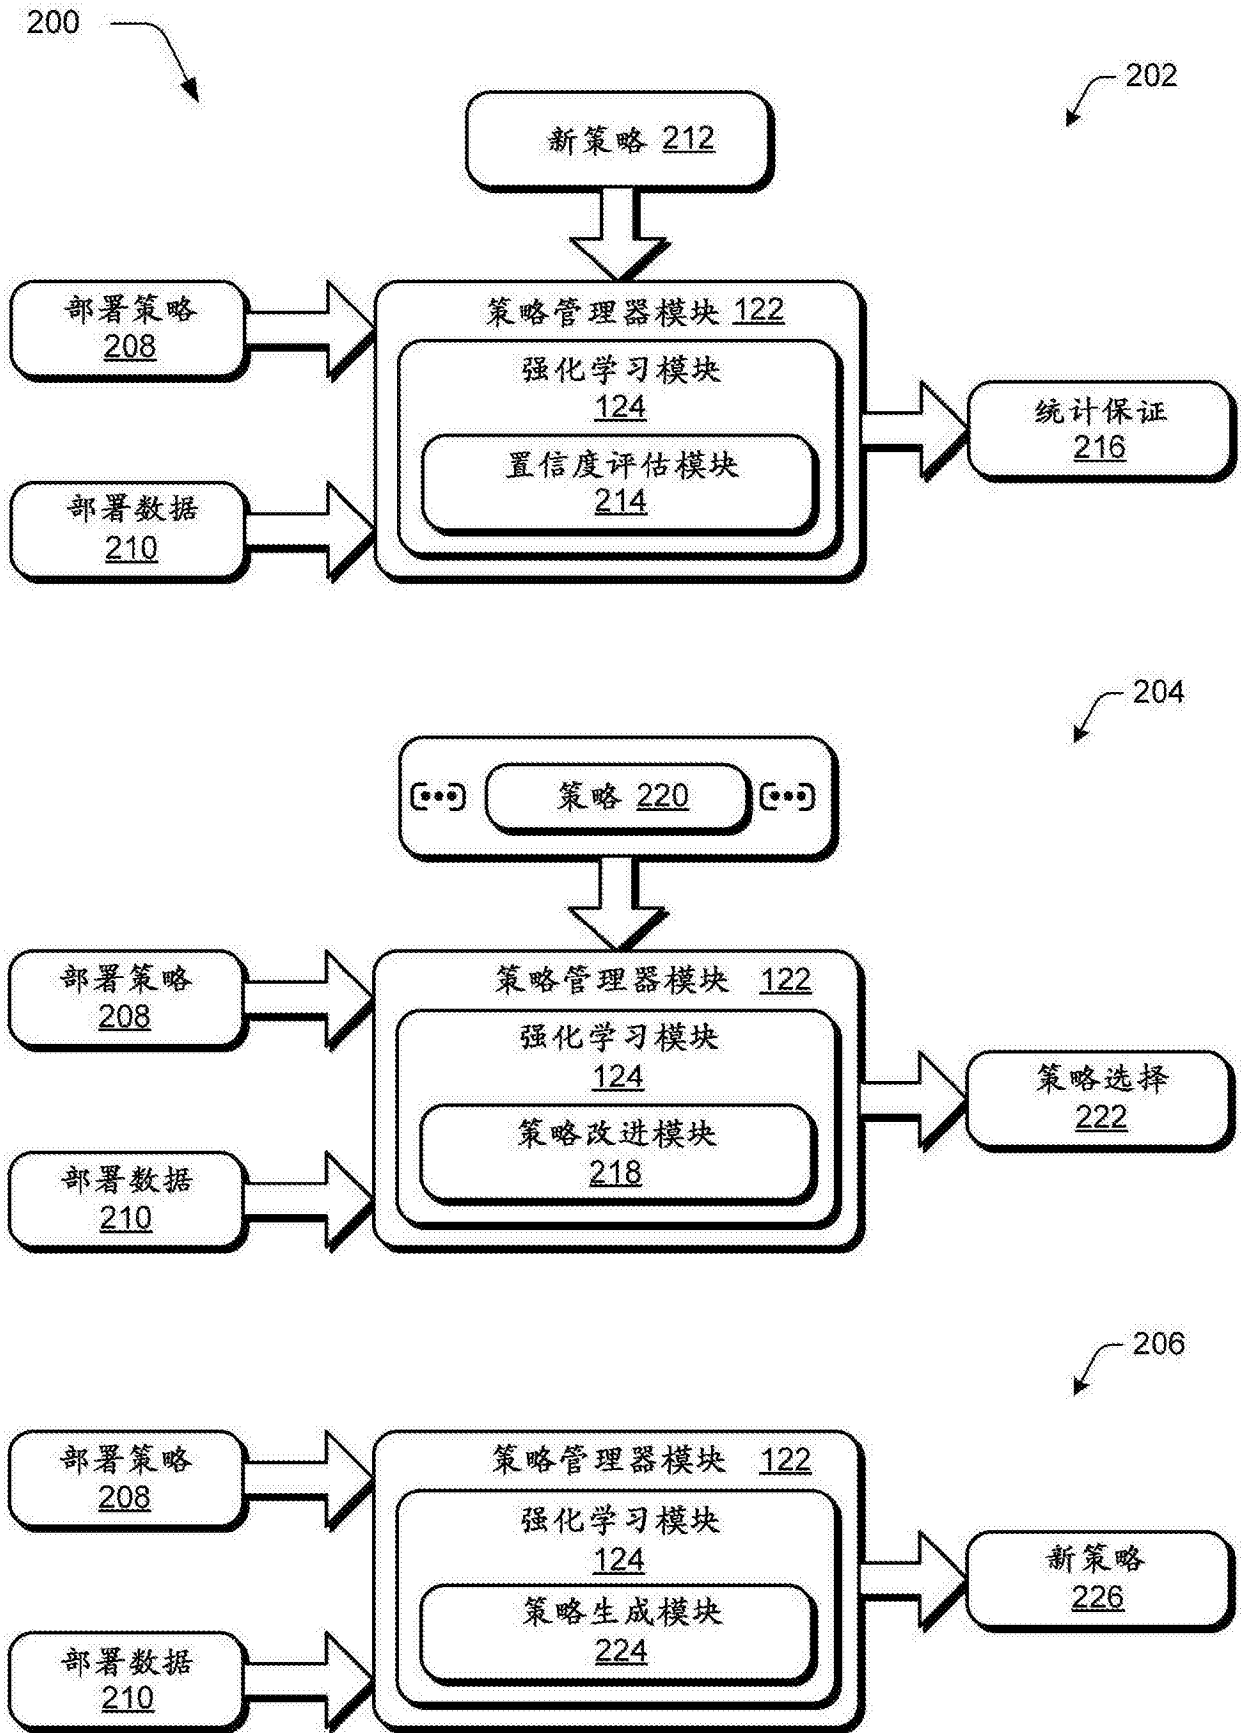 200
202
新策略 212
部署策略
208
策略管理器模块 122
强化学习模块
124
置信度评估模块
214
统计保证
216
部署数据
210
204
策略 220
部署策略
208
策略管理器模块 122
强化学习模块
124
策略改进模块
218
策略选择
222
部署数据
210
206
部署策略
208
策略管理器模块 122
强化学习模块
124
策略生成模块
224
新策略
226
部署数据
210